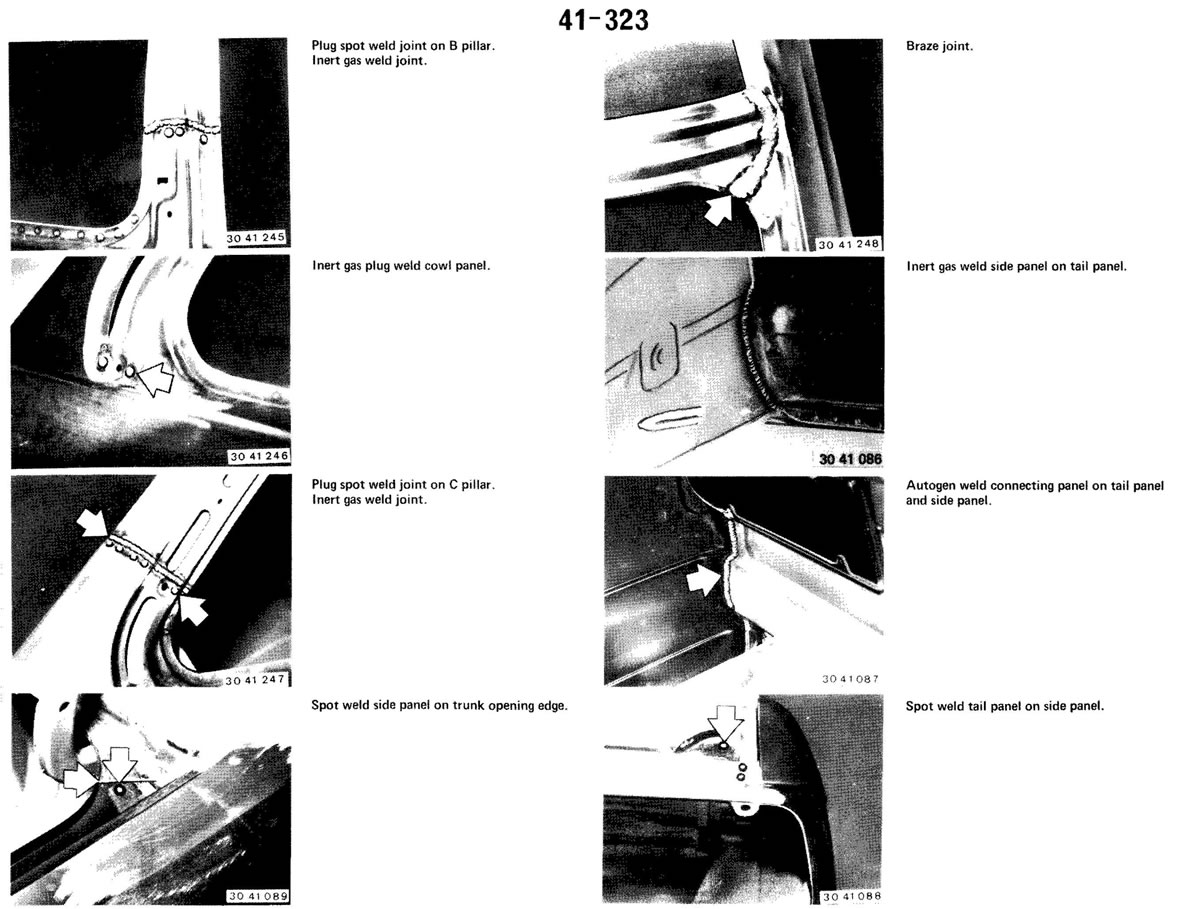 41-323
Plug spot weld joint on B pillar.
Inert gas weld joint.
30 41 245
Inert gas plug weld cowl panel.
30 41 246
Plug spot weld joint on C pillar.
Inert gas weld joint.
30 41 247
Spot weld side panel on trunk opening edge.
30 41 089
Braze joint.
30 41 248
Inert gas weld side panel on tail panel.
30 41 086
Autogen weld connecting panel on tail panel
and side panel.
30 41 087
Spot weld tail panel on side panel.
30 41 088